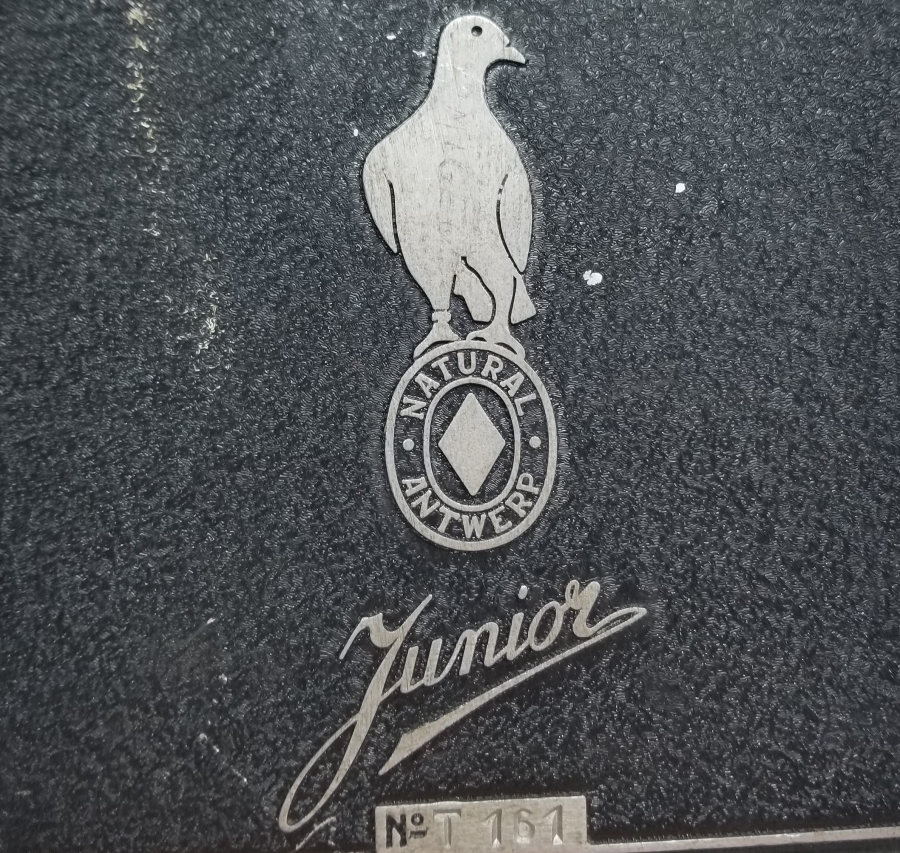 NATURAL
ANTWERP
Junior
Nº T 161